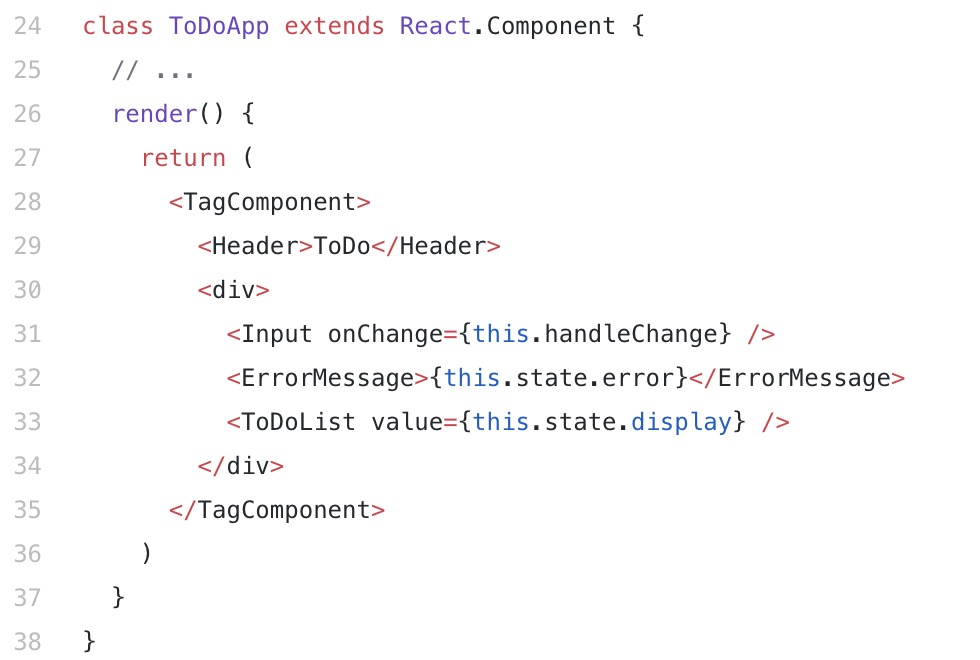 24 class ToDoApp extends React.Component {
25 // ...
26 render() {
27 return (
28 <TagComponent>
29 <Header>ToDo</Header>
30 <div>
31 <Input onChange={this.handleChange} />
32 <ErrorMessage>{this.state.error}</ErrorMessage>
33 <ToDoList value={this.state.display} />
34 </div>
35 </TagComponent>
36 )
37 }
38 }